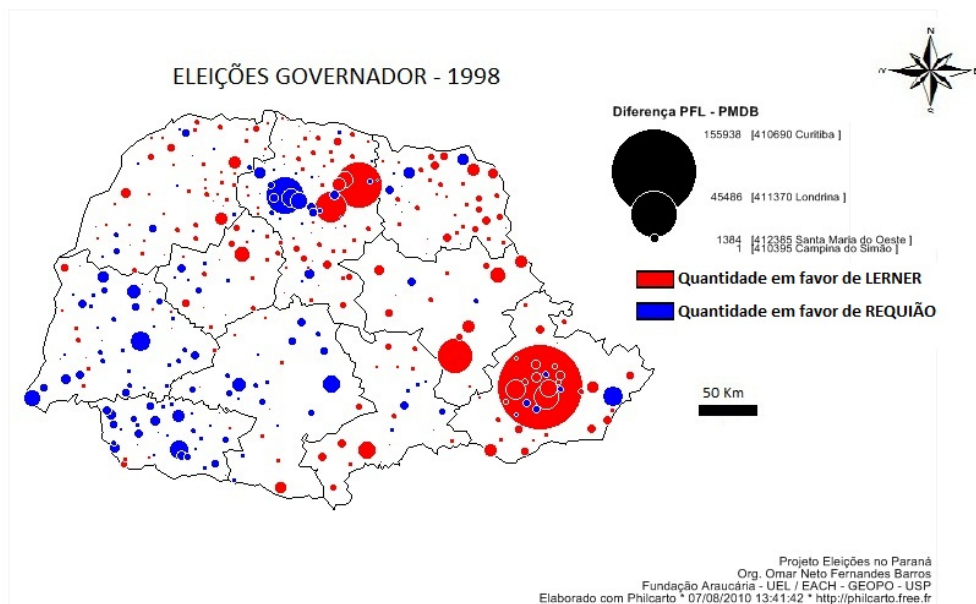 ELEIÇÕES GOVERNADOR - 1998
N
S
Diferença PFL - PMDB
155938 [410690 Curitiba ]
45486 [411370 Londrina ]
1384 [412385 Santa Maria do Oeste ]
1 [410395 Campina do Simão ]
Quantidade em favor de LERNER
Quantidade em favor de REQUIÃO
50 Km
Projeto Eleições no Paraná
Org. Omar Neto Fernandes Barros
Fundação Araucária - UEL / EACH - GEOPO - USP
Elaborado com Philcarto * 07/08/2010 13:41:42 * http://philcarto.free.fr